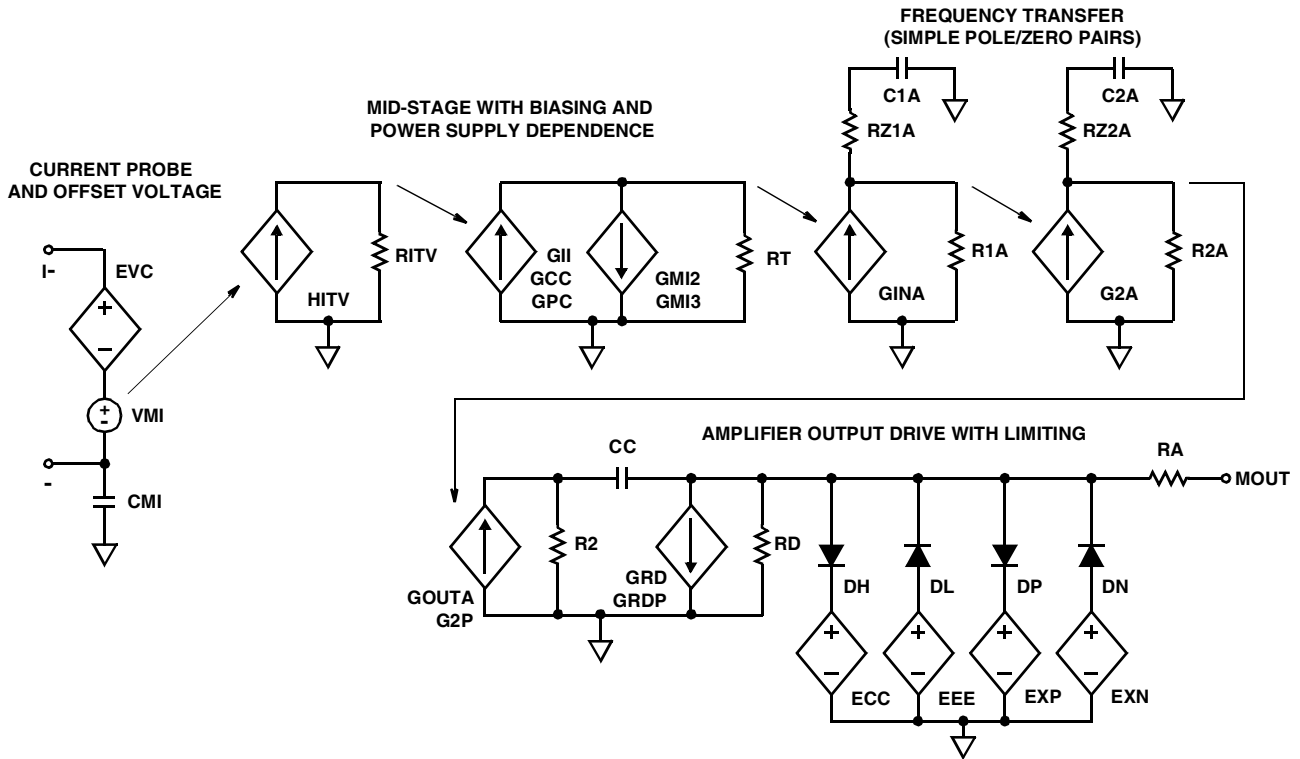 FREQUENCY TRANSFER
(SIMPLE POLE/ZERO PAIRS)
C1A
C2A
RZ1A
RZ2A
MID-STAGE WITH BIASING AND
POWER SUPPLY DEPENDENCE
CURRENT PROBE
AND OFFSET VOLTAGE
I-
EVC
+
-
VMI
+
-
-
CMI
HITV
RITV
GII
GCC
GPC
GMI2
GMI3
RT
GINA
R1A
G2A
R2A
AMPLIFIER OUTPUT DRIVE WITH LIMITING
CC
RA
MOUT
GOUTA
G2P
R2
GRD
GRDP
RD
DH
DL
DP
DN
+
-
ECC
+
-
EEE
+
-
EXP
+
-
EXN